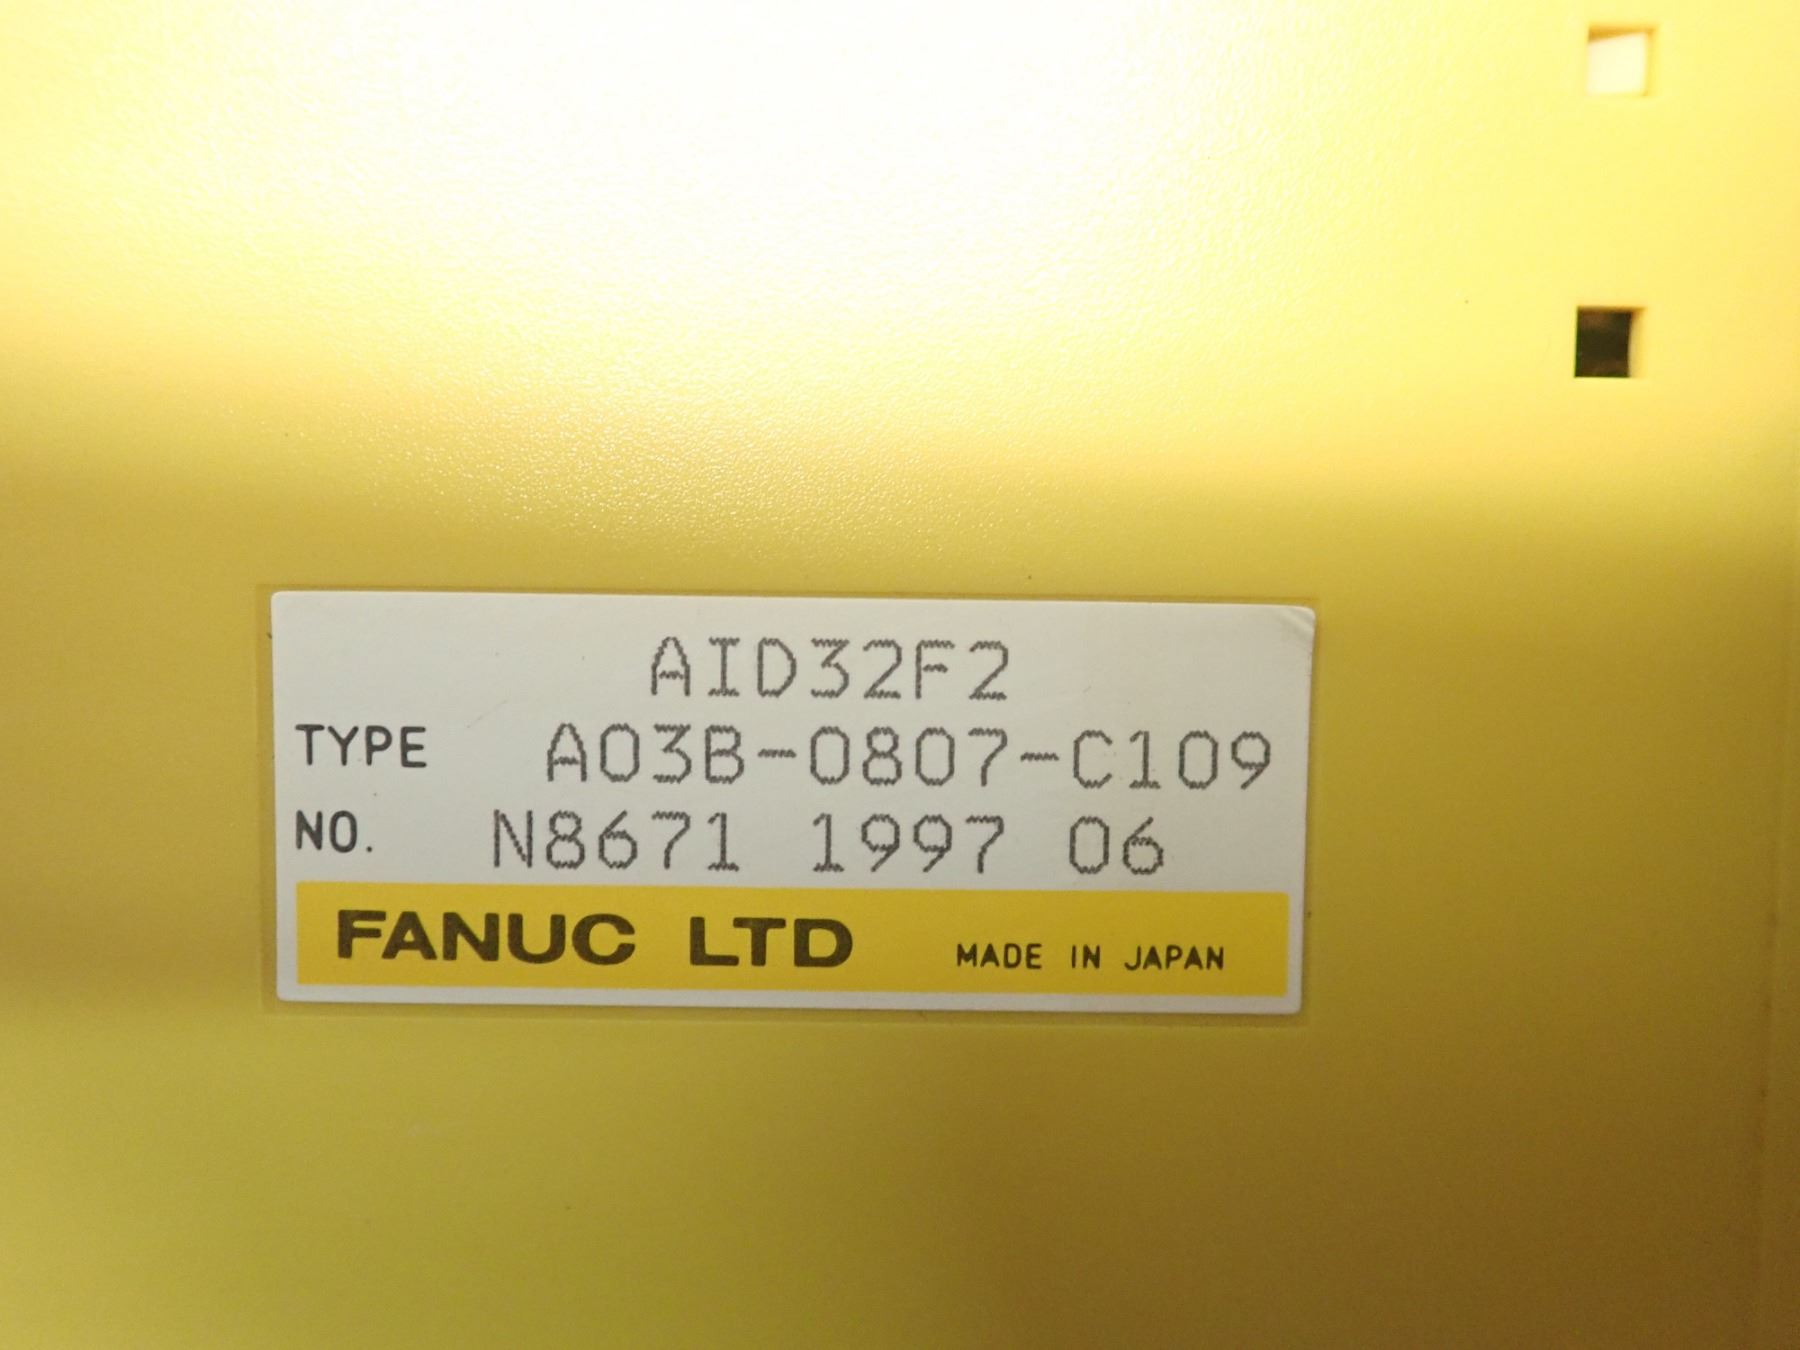 AID32F2
TYPE A03B-0807-C109
NO. N8671 1997 06
FANUC LTD MADE IN JAPAN